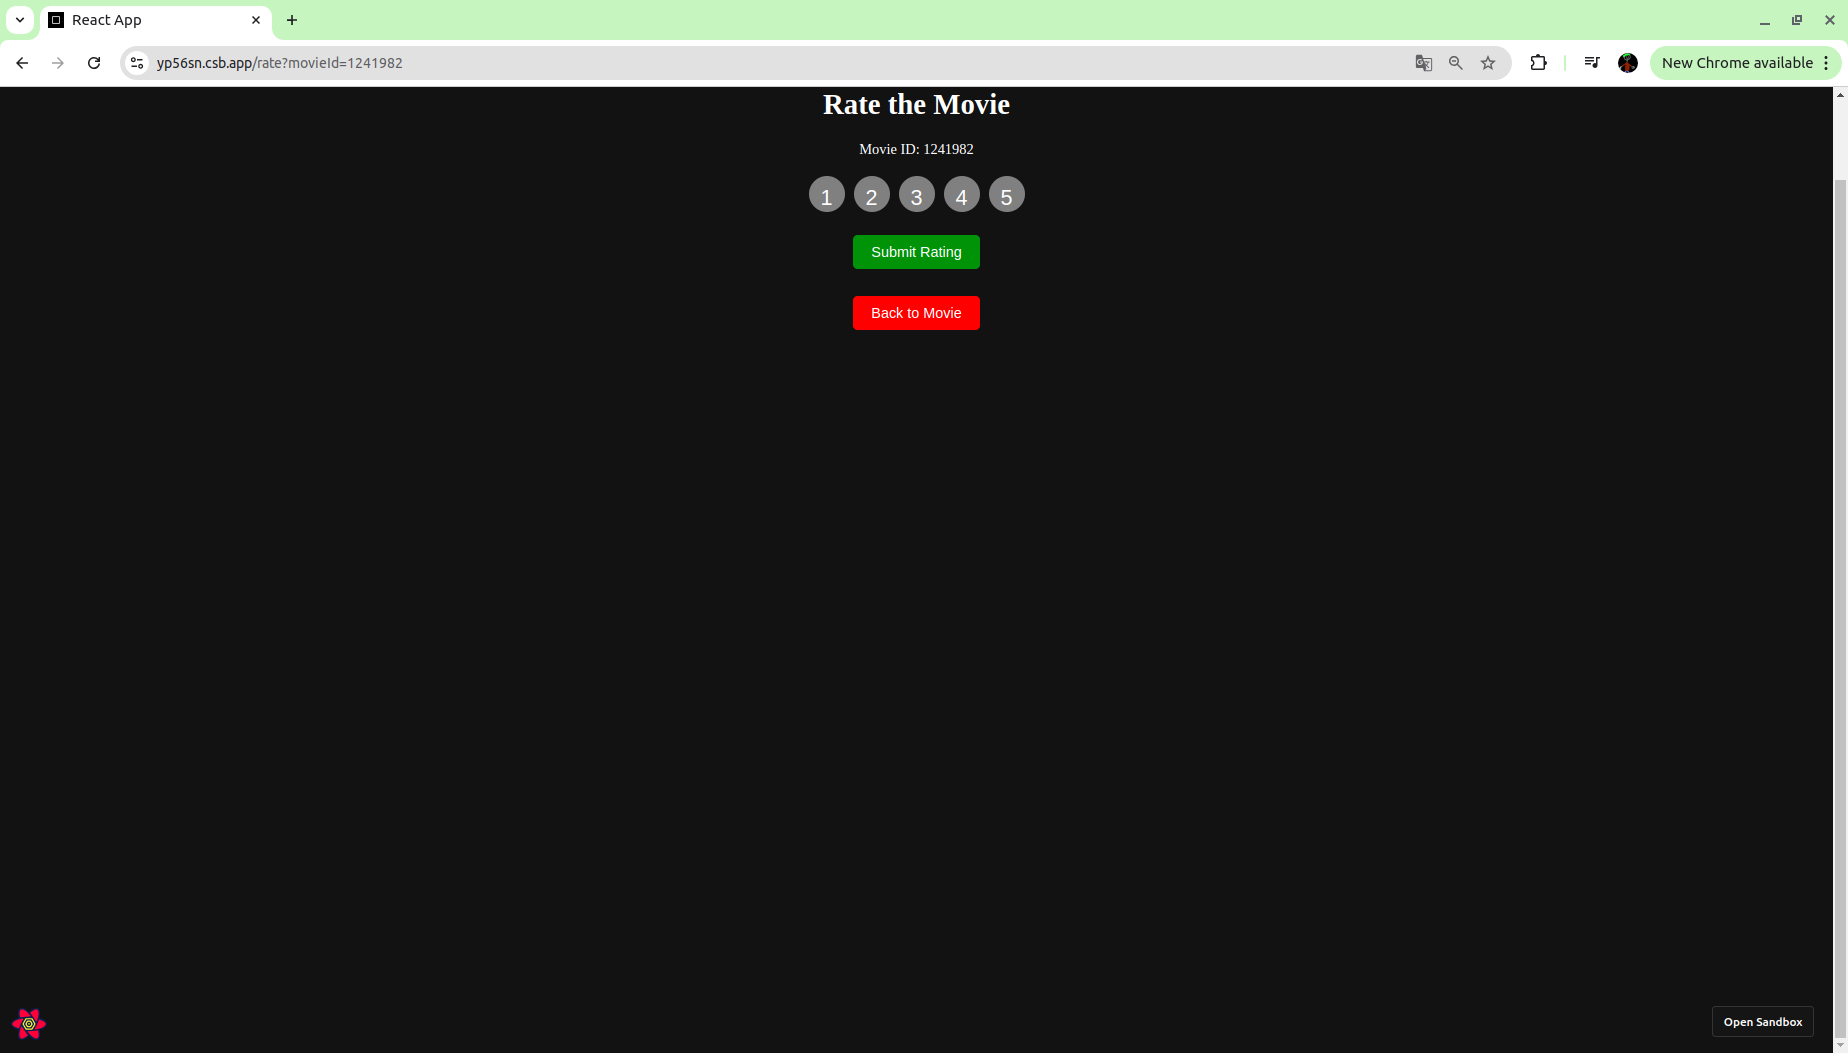 React App
yp56sn.csb.app/rate?movieId=1241982
New Chrome available
Rate the Movie
Movie ID: 1241982
1 2 3 4 5
Submit Rating
Back to Movie
Open Sandbox